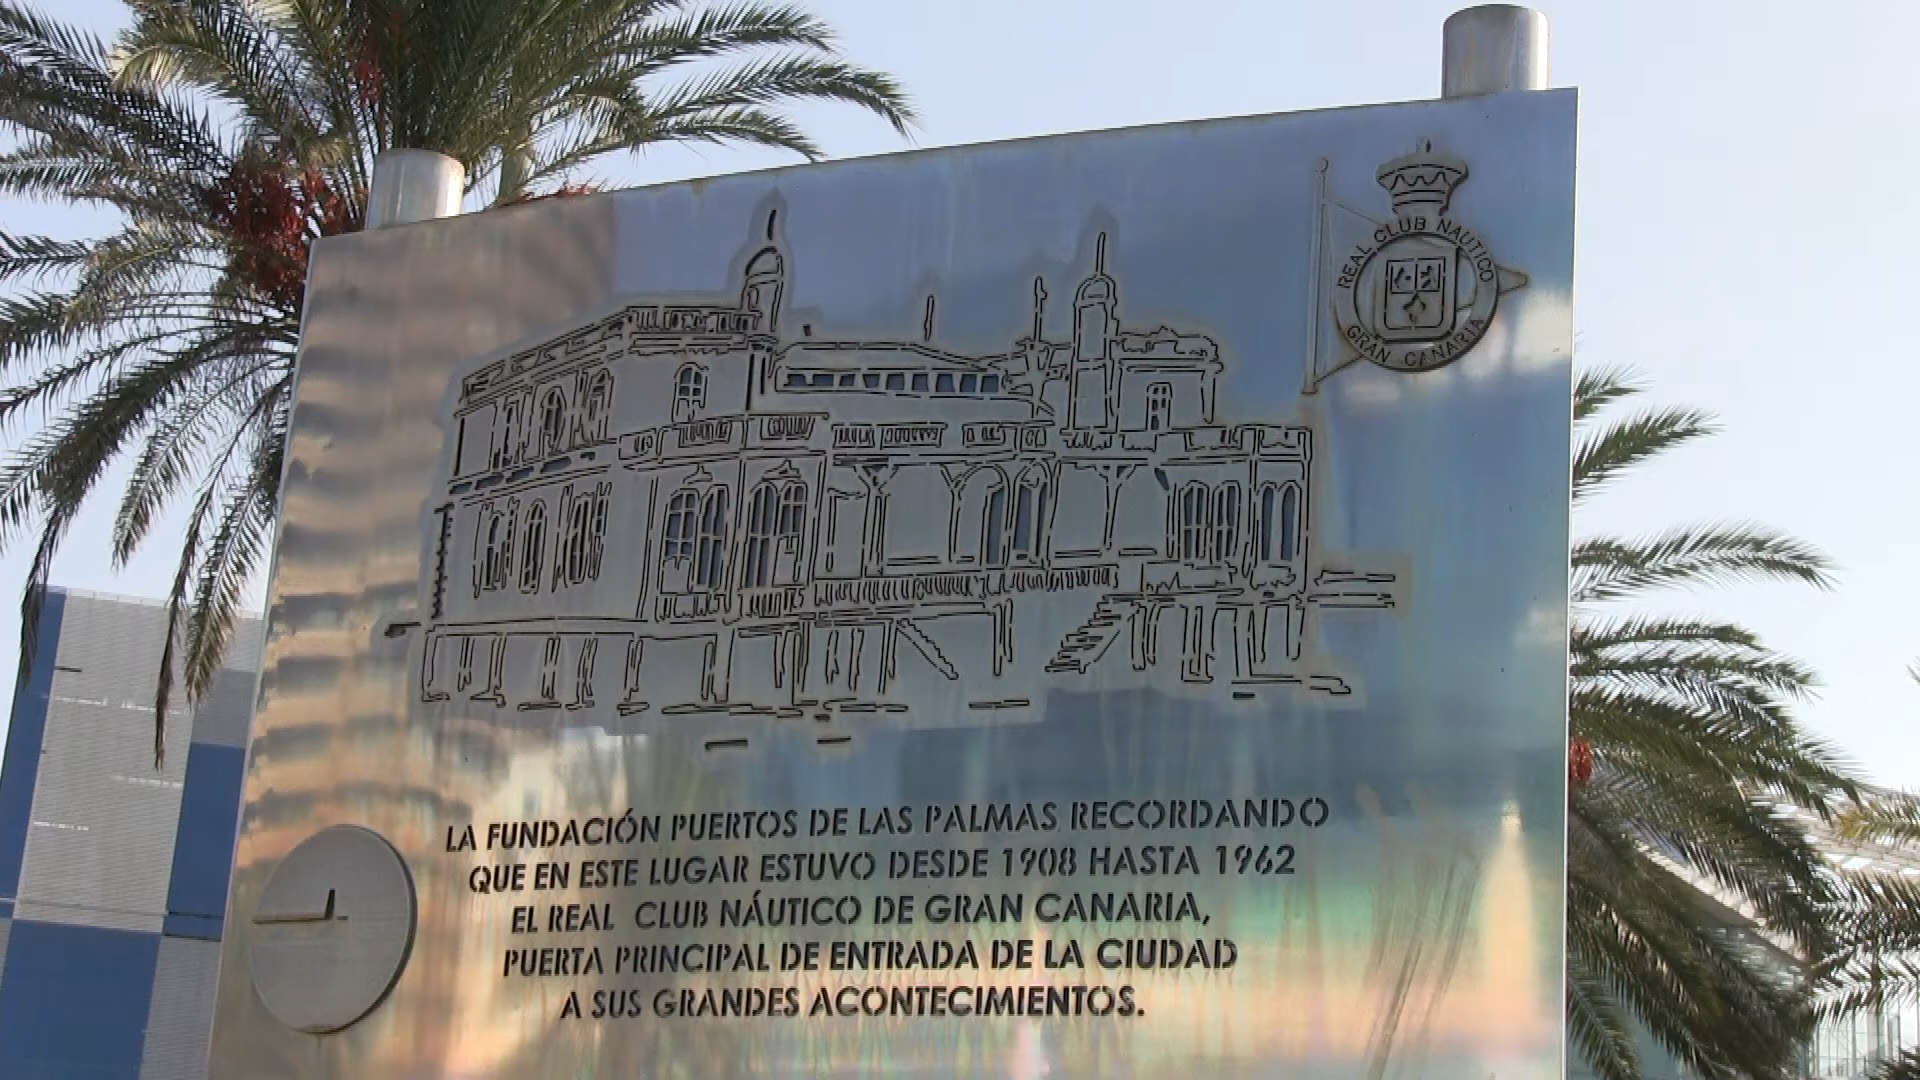 REAL CLUB NAUTICO
GRAN CANARIA
LA FUNDACIÓN PUERTOS DE LAS PALMAS RECORDANDO
QUE EN ESTE LUGAR ESTUVO DESDE 1908 HASTA 1962
EL REAL CLUB NÁUTICO DE GRAN CANARIA,
PUERTA PRINCIPAL DE ENTRADA DE LA CIUDAD
A SUS GRANDES ACONTECIMIENTOS.